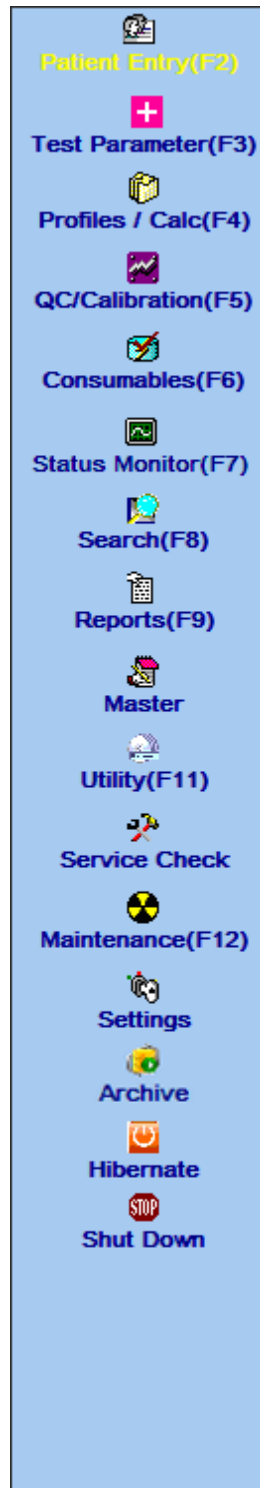 Patient Entry(F2)
Test Parameter(F3)
Profiles / Calc(F4)
QC/Calibration(F5)
Consumables(F6)
Status Monitor(F7)
Search(F8)
Reports(F9)
Master
Utility(F11)
Service Check
Maintenance(F12)
Settings
Archive
Hibernate
STOP
Shut Down